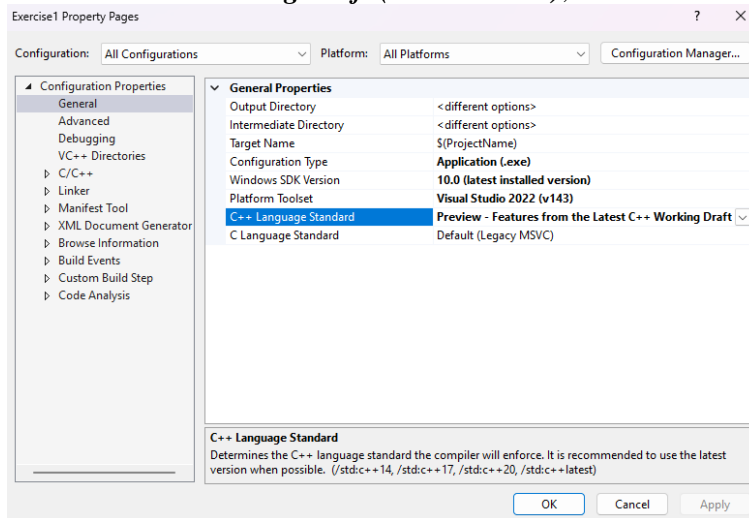 Exercise1 Property Pages ? X
Configuration: All Configurations Platform: All Platforms Configuration Manager...
Configuration Properties
General
Advanced
Debugging
VC++ Directories
C/C++
Linker
Manifest Tool
XML Document Generator
Browse Information
Build Events
Custom Build Step
Code Analysis
General Properties
Output Directory <different options>
Intermediate Directory <different options>
Target Name $(ProjectName)
Configuration Type Application (.exe)
Windows SDK Version 10.0 (latest installed version)
Platform Toolset Visual Studio 2022 (v143)
C++ Language Standard Preview - Features from the Latest C++ Working Draft
C Language Standard Default (Legacy MSVC)
C++ Language Standard
Determines the C++ language standard the compiler will enforce. It is recommended to use the latest
version when possible. (/std:c++14, /std:c++17, /std:c++20, /std:c++latest)
OK Cancel Apply